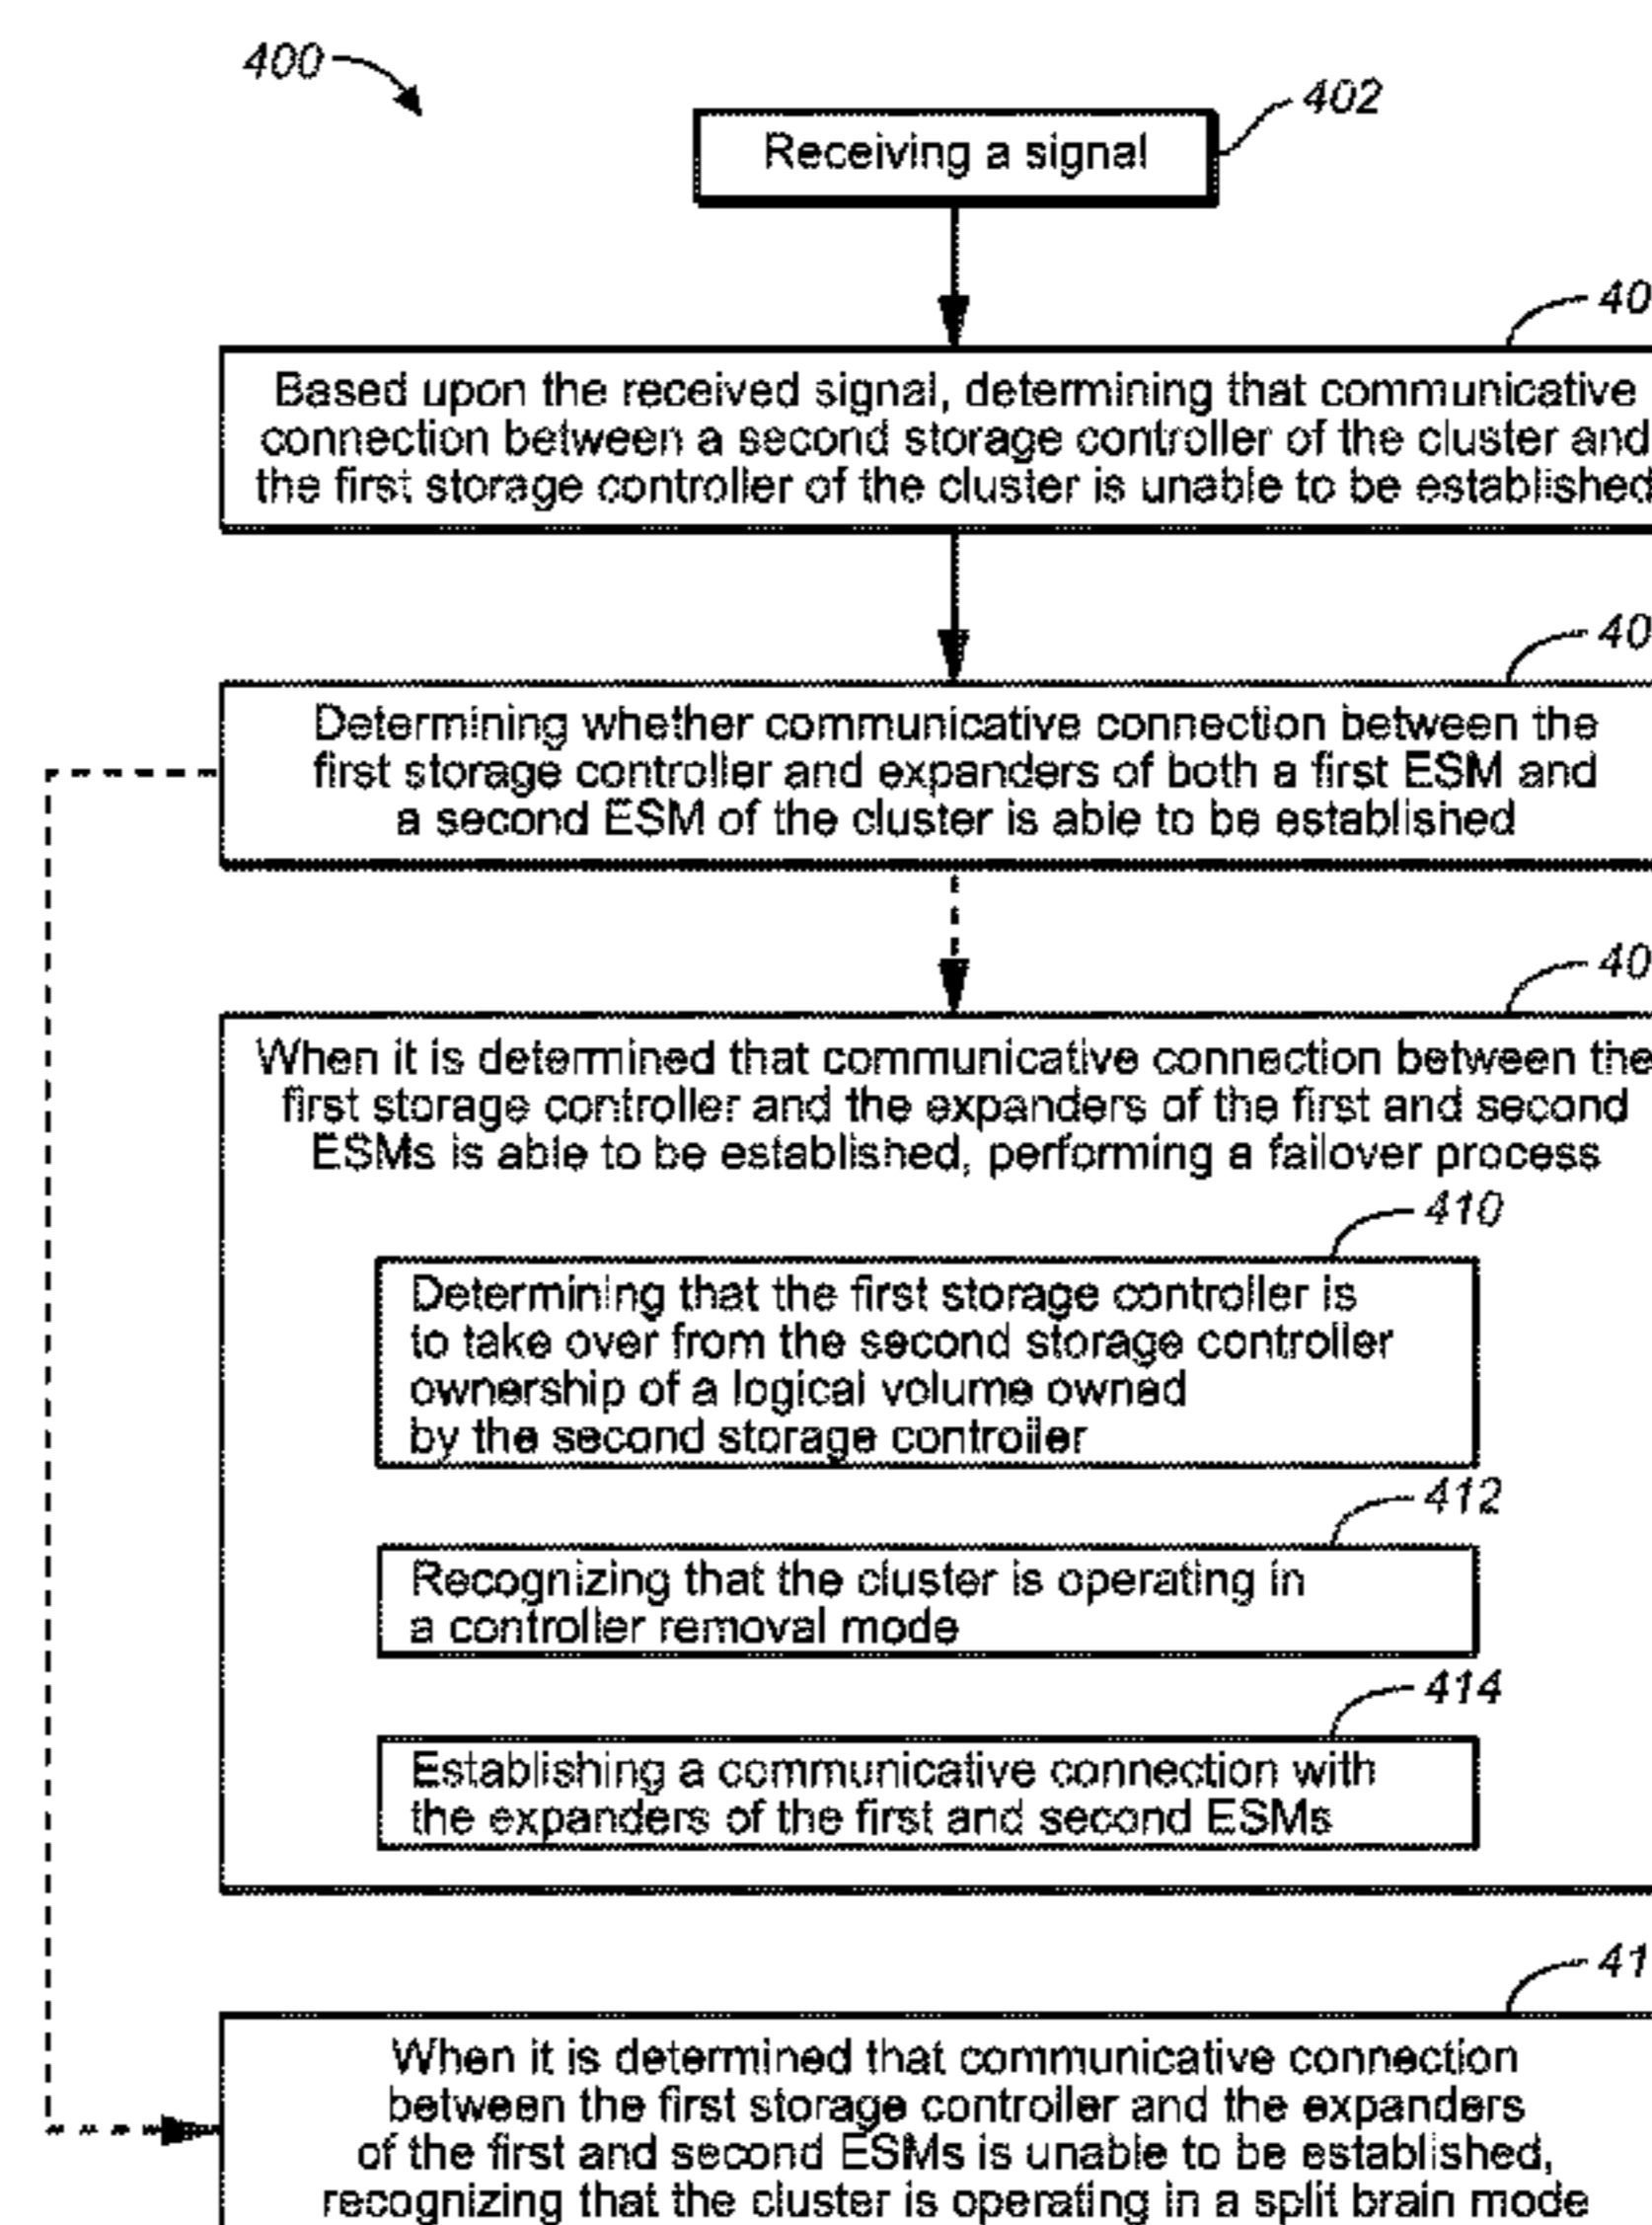 400
402
Receiving a signal
40
Based upon the received signal, determining that communicative
connection between a second storage controller of the cluster and
the first storage controller of the cluster is unable to be established
40
Determining whether communicative connection between the
first storage controller and expanders of both a first ESM and
a second ESM of the cluster is able to be established
40
When it is determined that communicative connection between the
first storage controller and the expanders of the first and second
ESMs is able to be established, performing a failover process
410
Determining that the first storage controller is
to take over from the second storage controller
ownership of a logical volume owned
by the second storage controller
412
Recognizing that the cluster is operating in
a controller removal mode
414
Establishing a communicative connection with
the expanders of the first and second ESMs
41
When it is determined that communicative connection
between the first storage controller and the expanders
of the first and second ESMs is unable to be established,
recognizing that the cluster is operating in a split brain mode